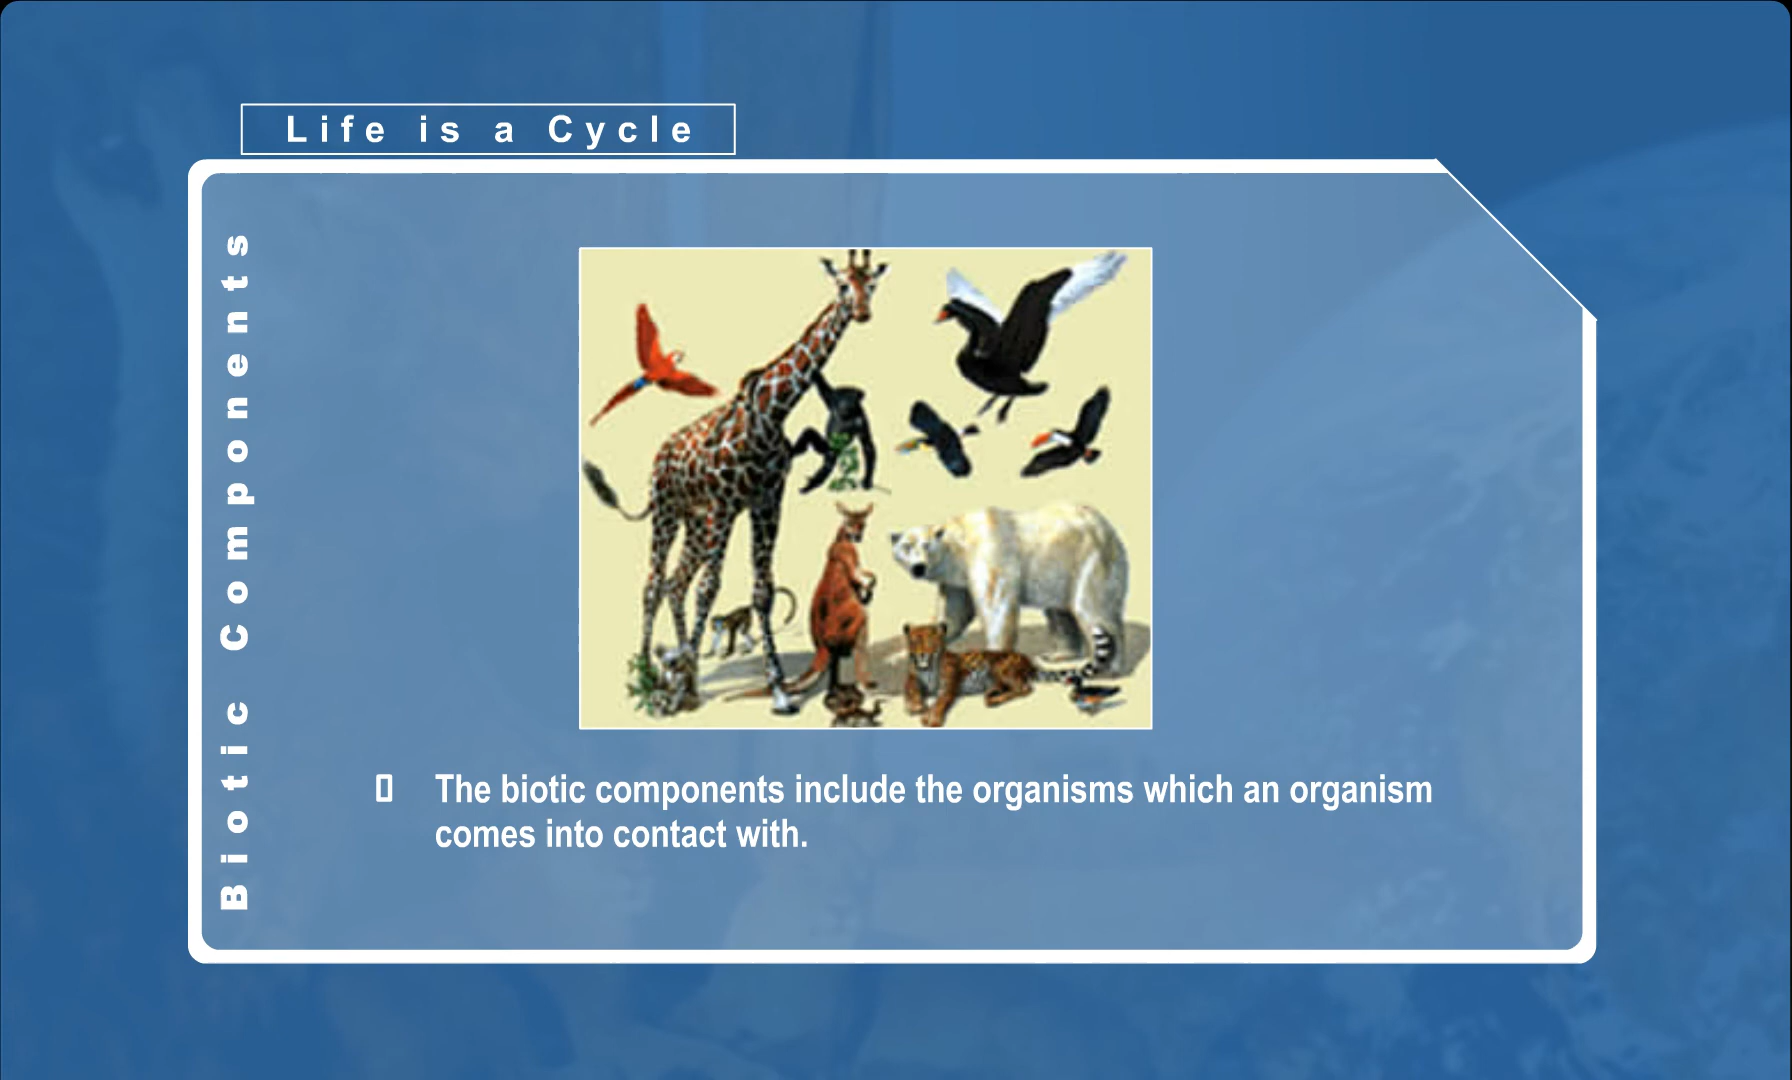 Life is a Cycle
Biotic Components
The biotic components include the organisms which an organism
comes into contact with.